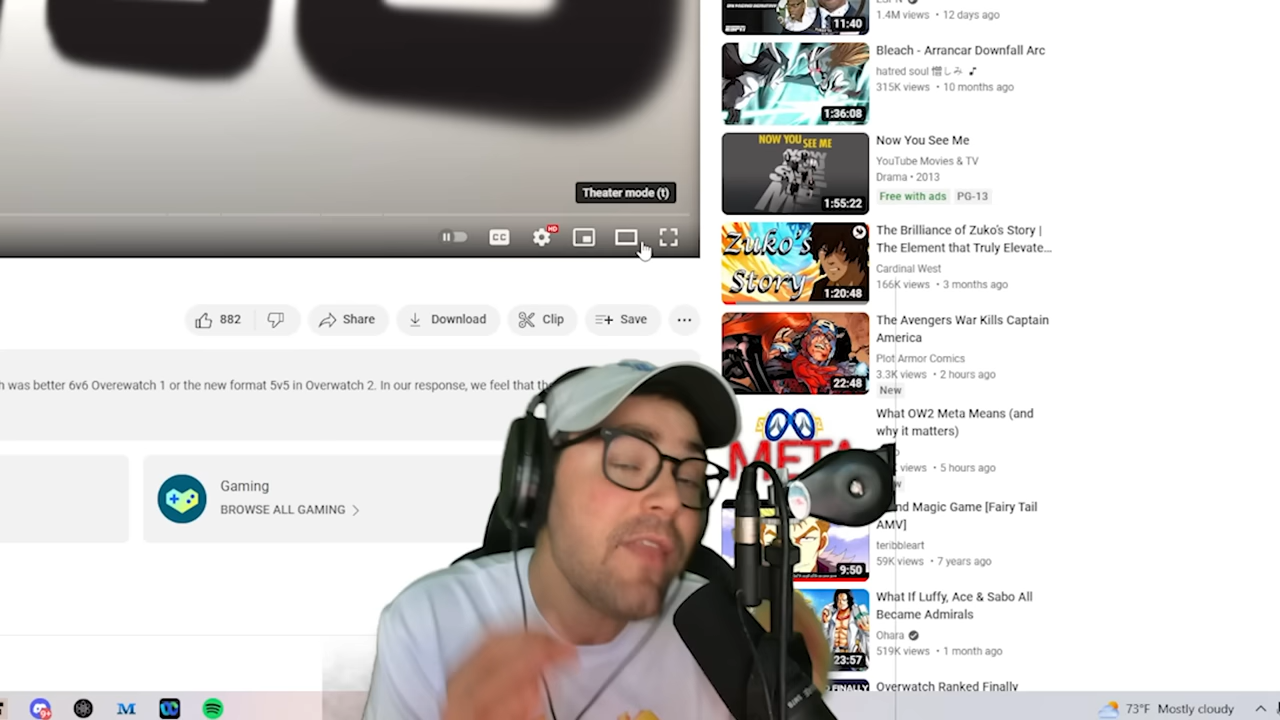 Theater mode (t)
HD
CC
882
Share
Download
Clip
Save
h was better 6v6 Overewatch 1 or the new format 5v5 in Overwatch 2. In our response, we feel that the
Gaming
BROWSE ALL GAMING
ESPN
1.4M views • 12 days ago
11:40
Bleach - Arrancar Downfall Arc
hatred soul 憎しみ
315K views • 10 months ago
1:36:08
NOW YOU SEE ME
Now You See Me
YouTube Movies & TV
Drama • 2013
Free with ads
PG-13
1:55:22
Zuko's
Story
The Brilliance of Zuko's Story |
The Element that Truly Elevate...
Cardinal West
166K views • 3 months ago
1:20:48
The Avengers War Kills Captain
America
Plot Armor Comics
3.3K views • 2 hours ago
New
22:48
META
What OW2 Meta Means (and
why it matters)
views • 5 hours ago
nd Magic Game [Fairy Tail
AMV]
teribbleart
59K views • 7 years ago
9:50
What If Luffy, Ace & Sabo All
Became Admirals
Ohara
519K views • 1 month ago
23:57
FINALLY
Overwatch Ranked Finally
73°F Mostly cloudy